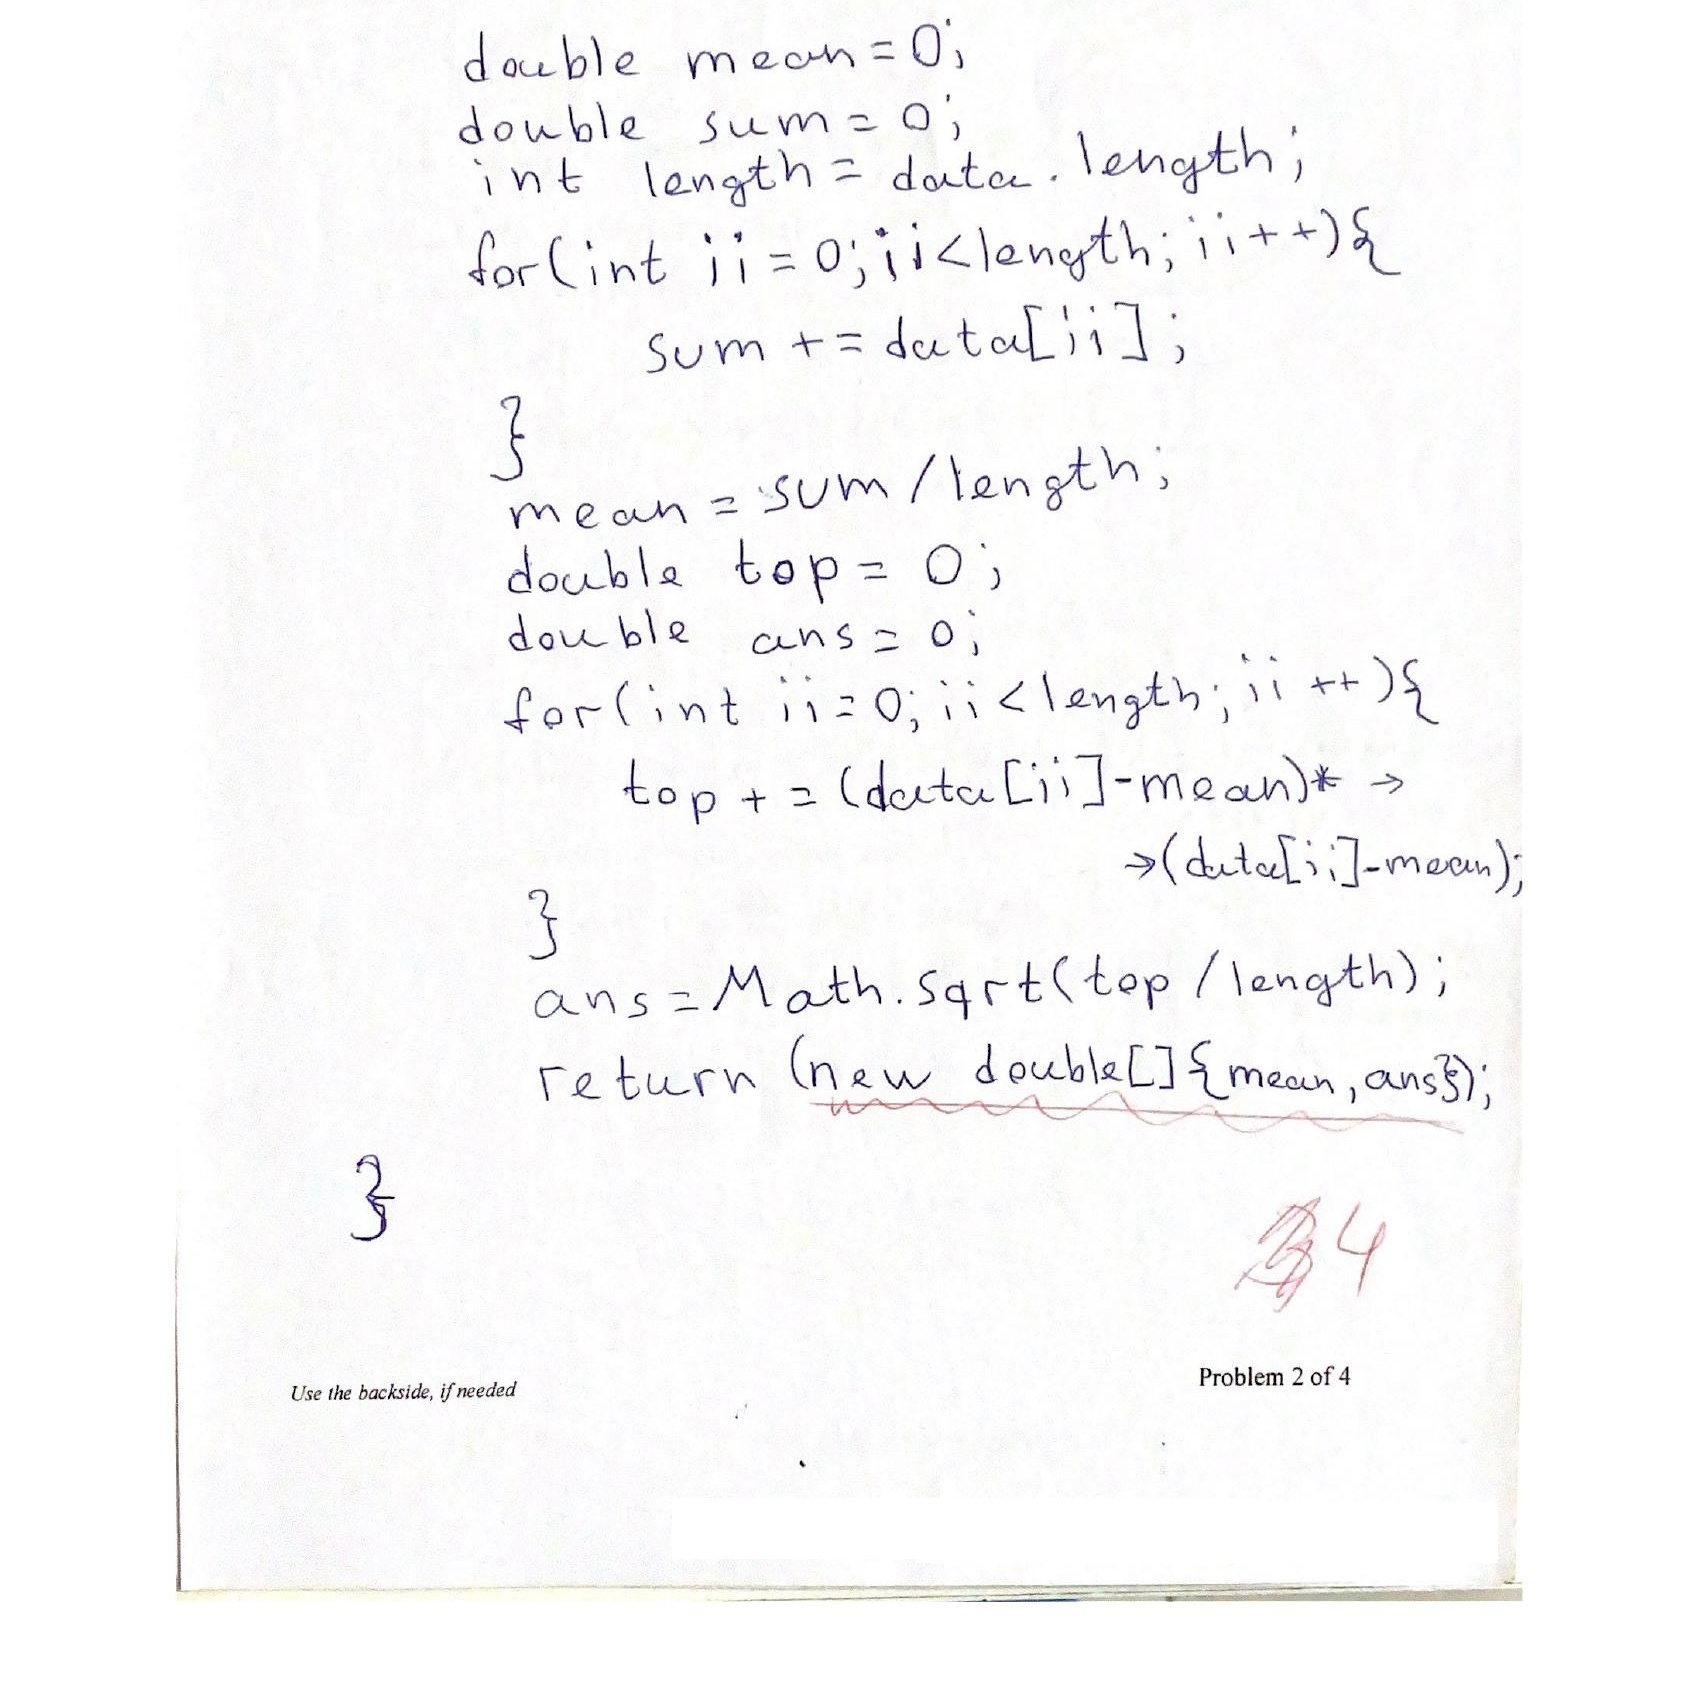 double mean=0;
double sum=0;
int length=data.length;
for(int ii=0;ii<length;ii++){
sum+=data[ii];
}
mean=sum/length;
double top=0;
double ans=0;
for(int ii=0;ii<length;ii++){
top+=(data[ii]-mean)*→
→(data[ii]-mean);
}
ans=Math.sqrt(top/length);
return (new double[]{mean,ans});
}
4
Problem 2 of 4
Use the backside, if needed